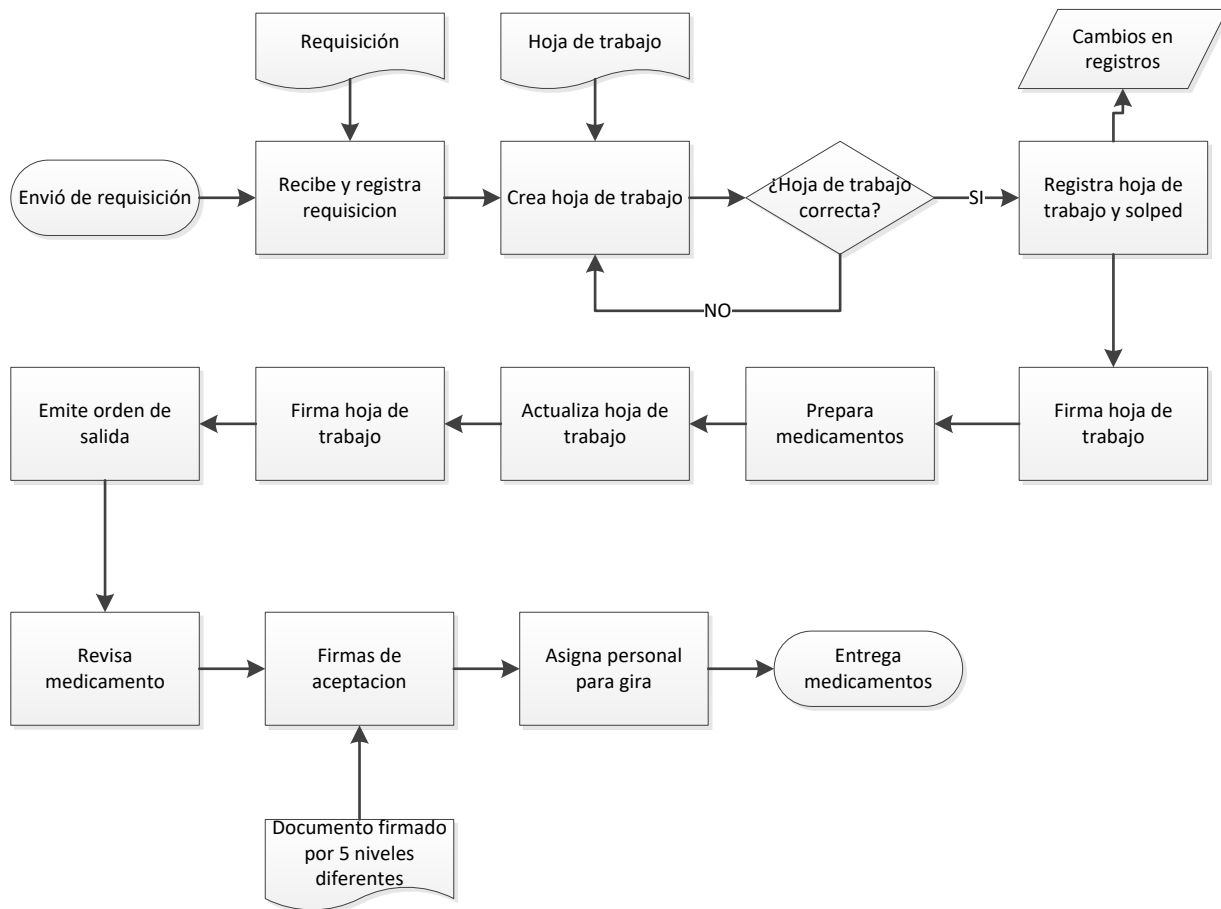 Requisición
Hoja de trabajo
Cambios en
registros
Envió de requisición
Recibe y registra
requisicion
Crea hoja de trabajo
¿Hoja de trabajo
correcta?
SI
Registra hoja de
trabajo y solped
NO
Emite orden de
salida
Firma hoja de
trabajo
Actualiza hoja de
trabajo
Prepara
medicamentos
Firma hoja de
trabajo
Revisa
medicamento
Firmas de
aceptacion
Asigna personal
para gira
Entrega
medicamentos
Documento firmado
por 5 niveles
diferentes